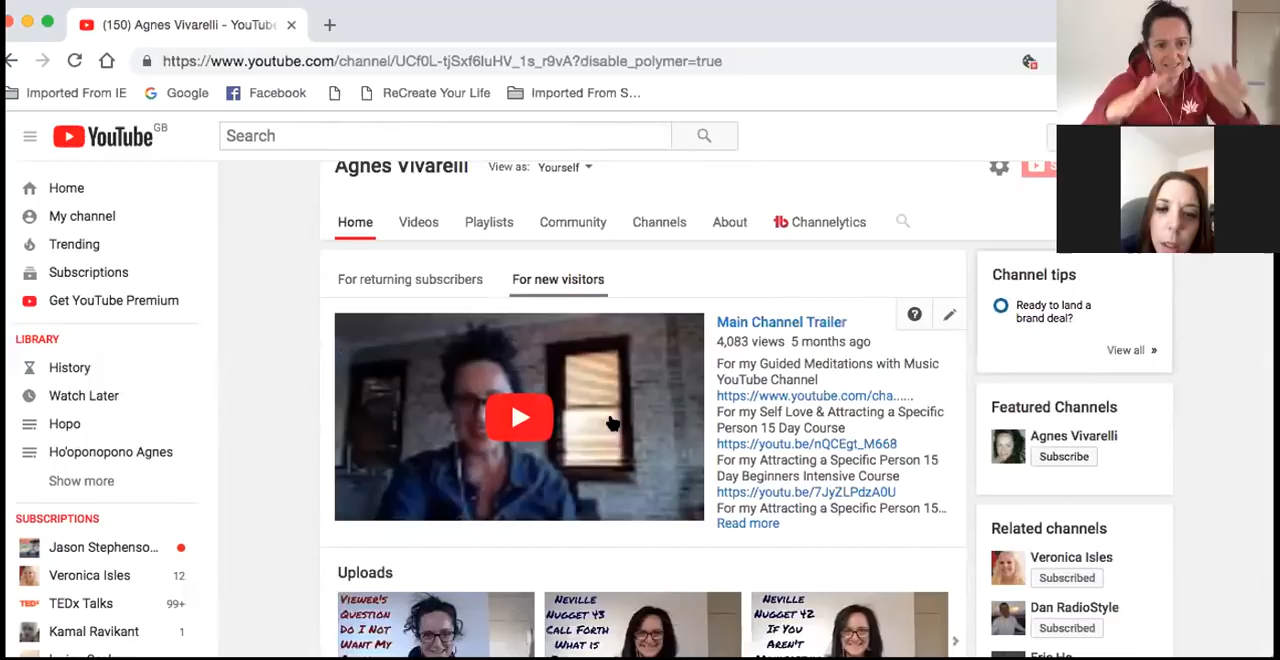 (150) Agnes Vivarelli - YouTube
https://www.youtube.com/channel/UCf0L-tjSxf6luHV_1s_r9vA?disable_polymer=true
Imported From IE
Google
Facebook
ReCreate Your Life
Imported From S...
YouTube GB
Search
Home
My channel
Trending
Subscriptions
Get YouTube Premium
LIBRARY
History
Watch Later
Hopo
Ho'oponopono Agnes
Show more
SUBSCRIPTIONS
Jason Stephenso...
Veronica Isles 12
TEDx Talks 99+
Kamal Ravikant 1
Agnes Vivarelli View as: Yourself
Home Videos Playlists Community Channels About Channelytics
For returning subscribers For new visitors
Main Channel Trailer
4,083 views 5 months ago
For my Guided Meditations with Music
YouTube Channel
https://www.youtube.com/cha......
For my Self Love & Attracting a Specific
Person 15 Day Course
https://youtu.be/nQCEgt_M668
For my Attracting a Specific Person 15
Day Beginners Intensive Course
https://youtu.be/7JyZLPdzA0U
For my Attracting a Specific Person 15...
Read more
Uploads
VIEWER'S
QUESTION
DO I NOT
WANT MY
NEVILLE
NUGGET 43
CALL FORTH
WHAT IS
NEVILLE
NUGGET 42
IF YOU
AREN'T
Channel tips
Ready to land a
brand deal?
View all »
Featured Channels
Agnes Vivarelli
Subscribe
Related channels
Veronica Isles
Subscribed
Dan RadioStyle
Subscribed